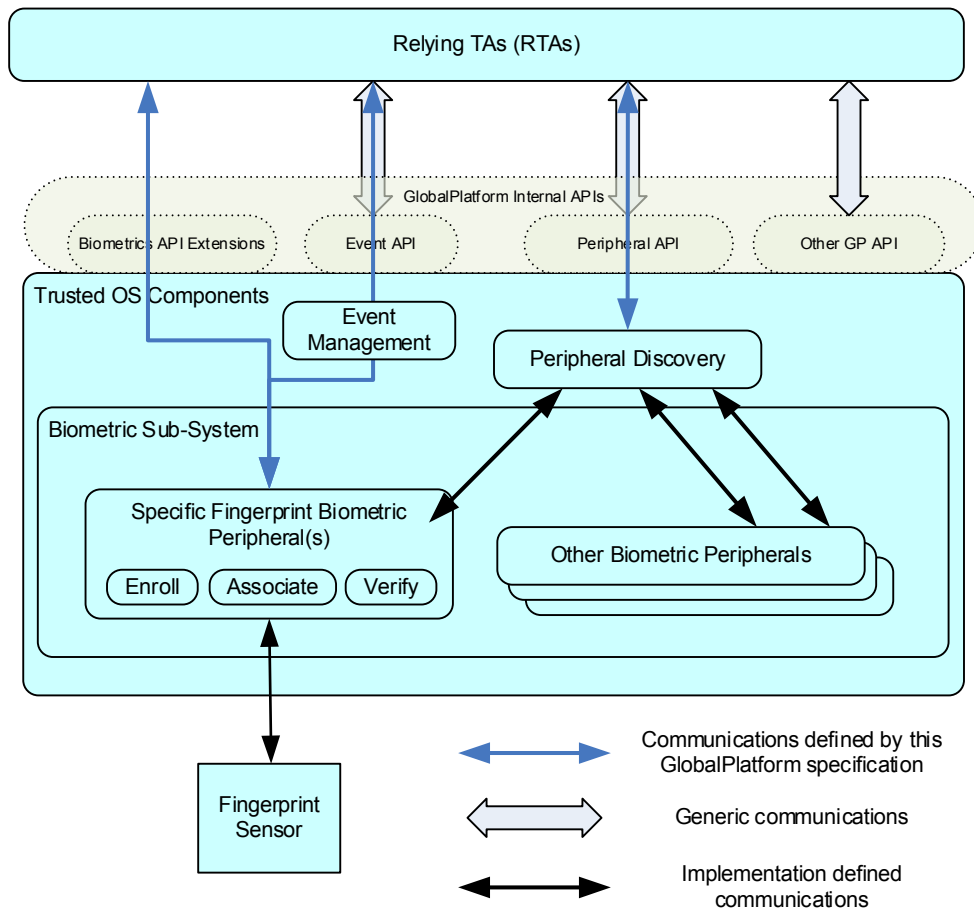 Relying TAs (RTAs)
GlobalPlatform Internal APIs
Biometrics API Extensions
Event API
Peripheral API
Other GP API
Trusted OS Components
Event
Management
Peripheral Discovery
Biometric Sub-System
Specific Fingerprint Biometric
Peripheral(s)
Enroll
Associate
Verify
Other Biometric Peripherals
Fingerprint
Sensor
Communications defined by this
GlobalPlatform specification
Generic communications
Implementation defined
communications